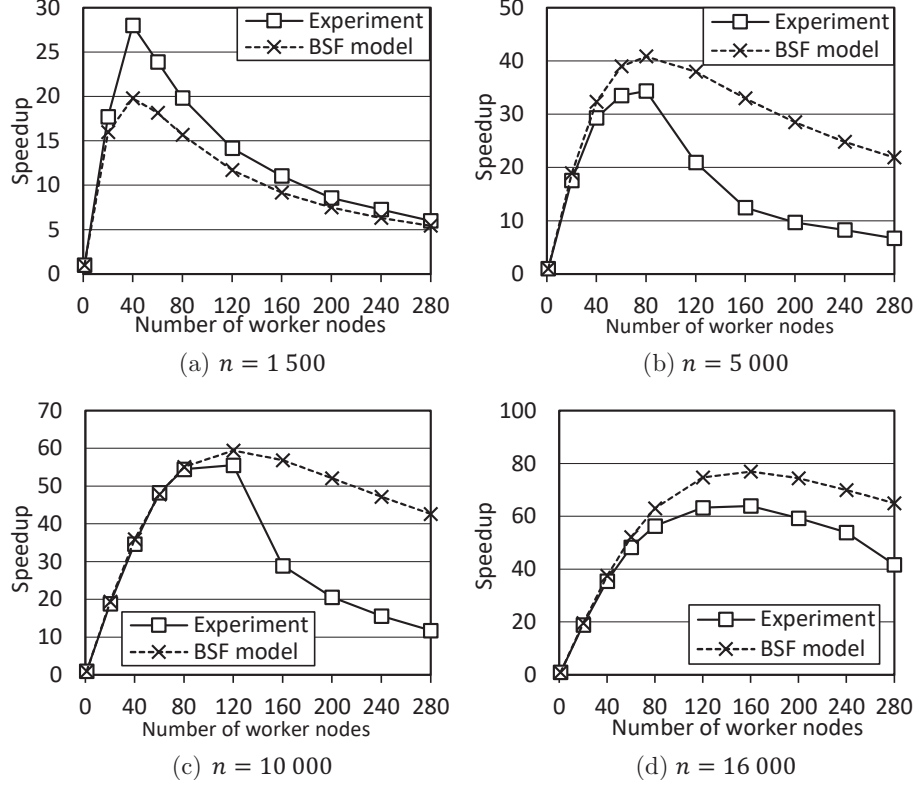 30
25
20
15
10
5
0
Speedup
Experiment
BSF model
0 40 80 120 160 200 240 280
Number of worker nodes
(a) n = 1 500
50
40
30
20
10
0
Speedup
Experiment
BSF model
0 40 80 120 160 200 240 280
Number of worker nodes
(b) n = 5 000
70
60
50
40
30
20
10
0
Speedup
Experiment
BSF model
0 40 80 120 160 200 240 280
Number of worker nodes
(c) n = 10 000
100
80
60
40
20
0
Speedup
Experiment
BSF model
0 40 80 120 160 200 240 280
Number of worker nodes
(d) n = 16 000